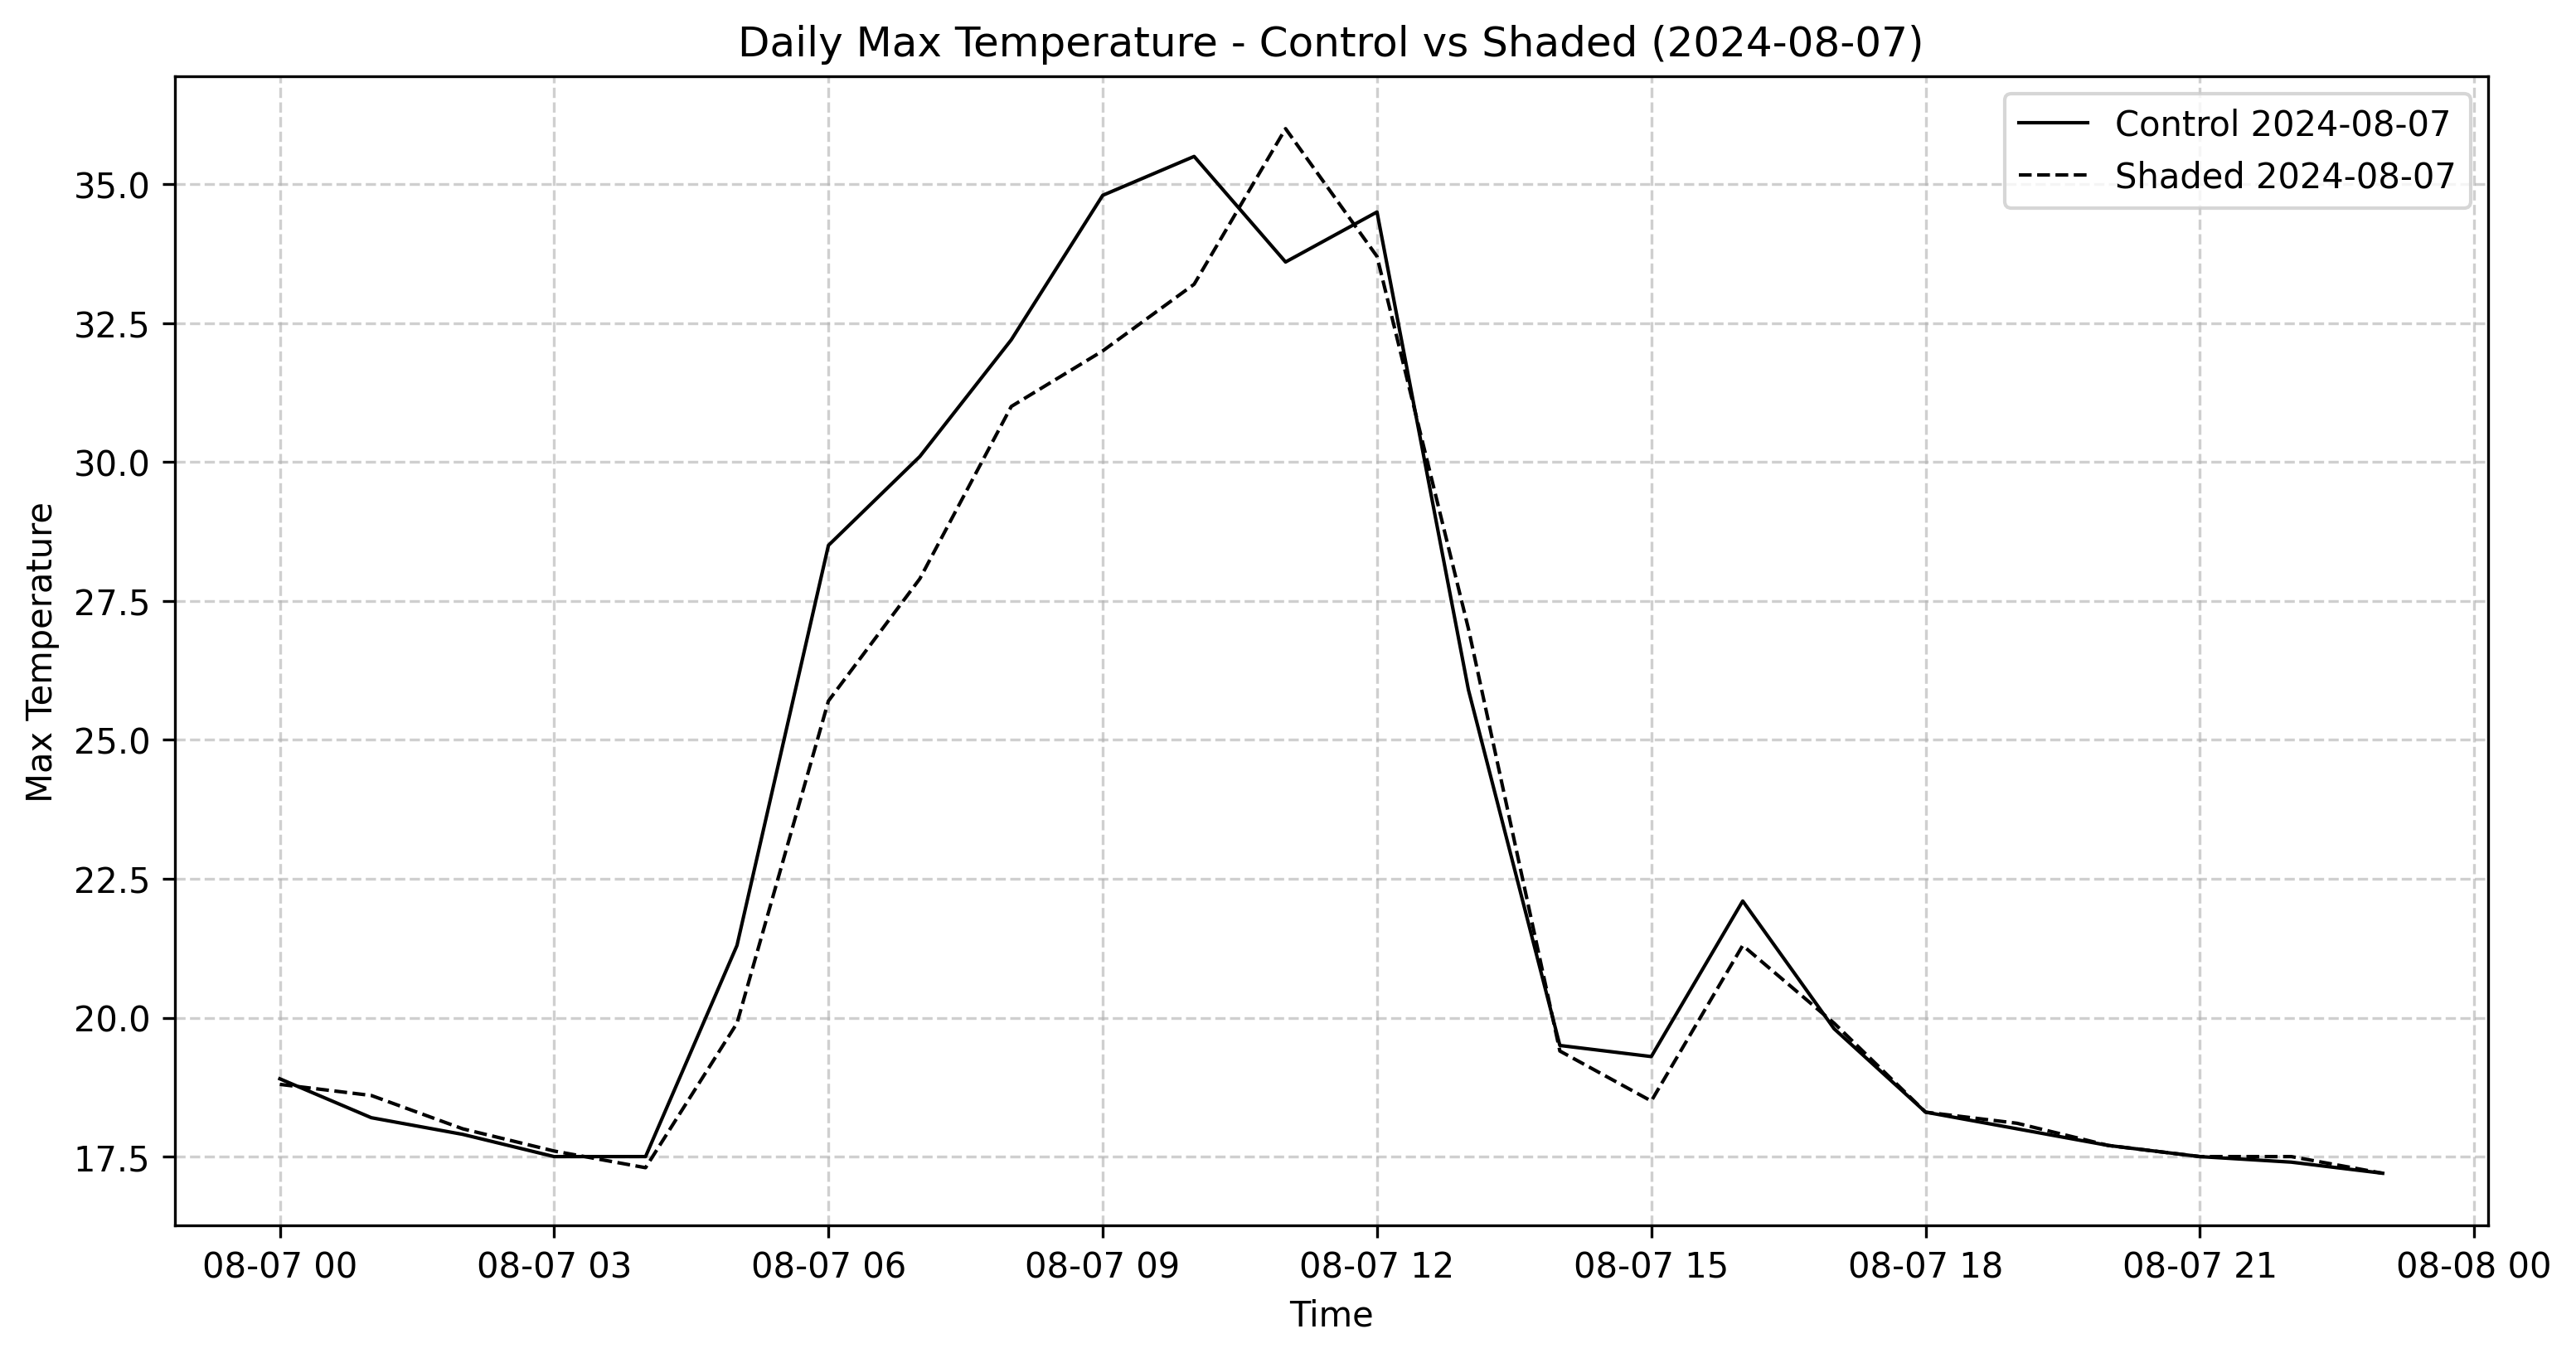 Daily Max Temperature - Control vs Shaded (2024-08-07)
Control 2024-08-07
Shaded 2024-08-07
Max Temperature
35.0
32.5
30.0
27.5
25.0
22.5
20.0
17.5
08-07 00 08-07 03 08-07 06 08-07 09 08-07 12 08-07 15 08-07 18 08-07 21 08-08 00
Time